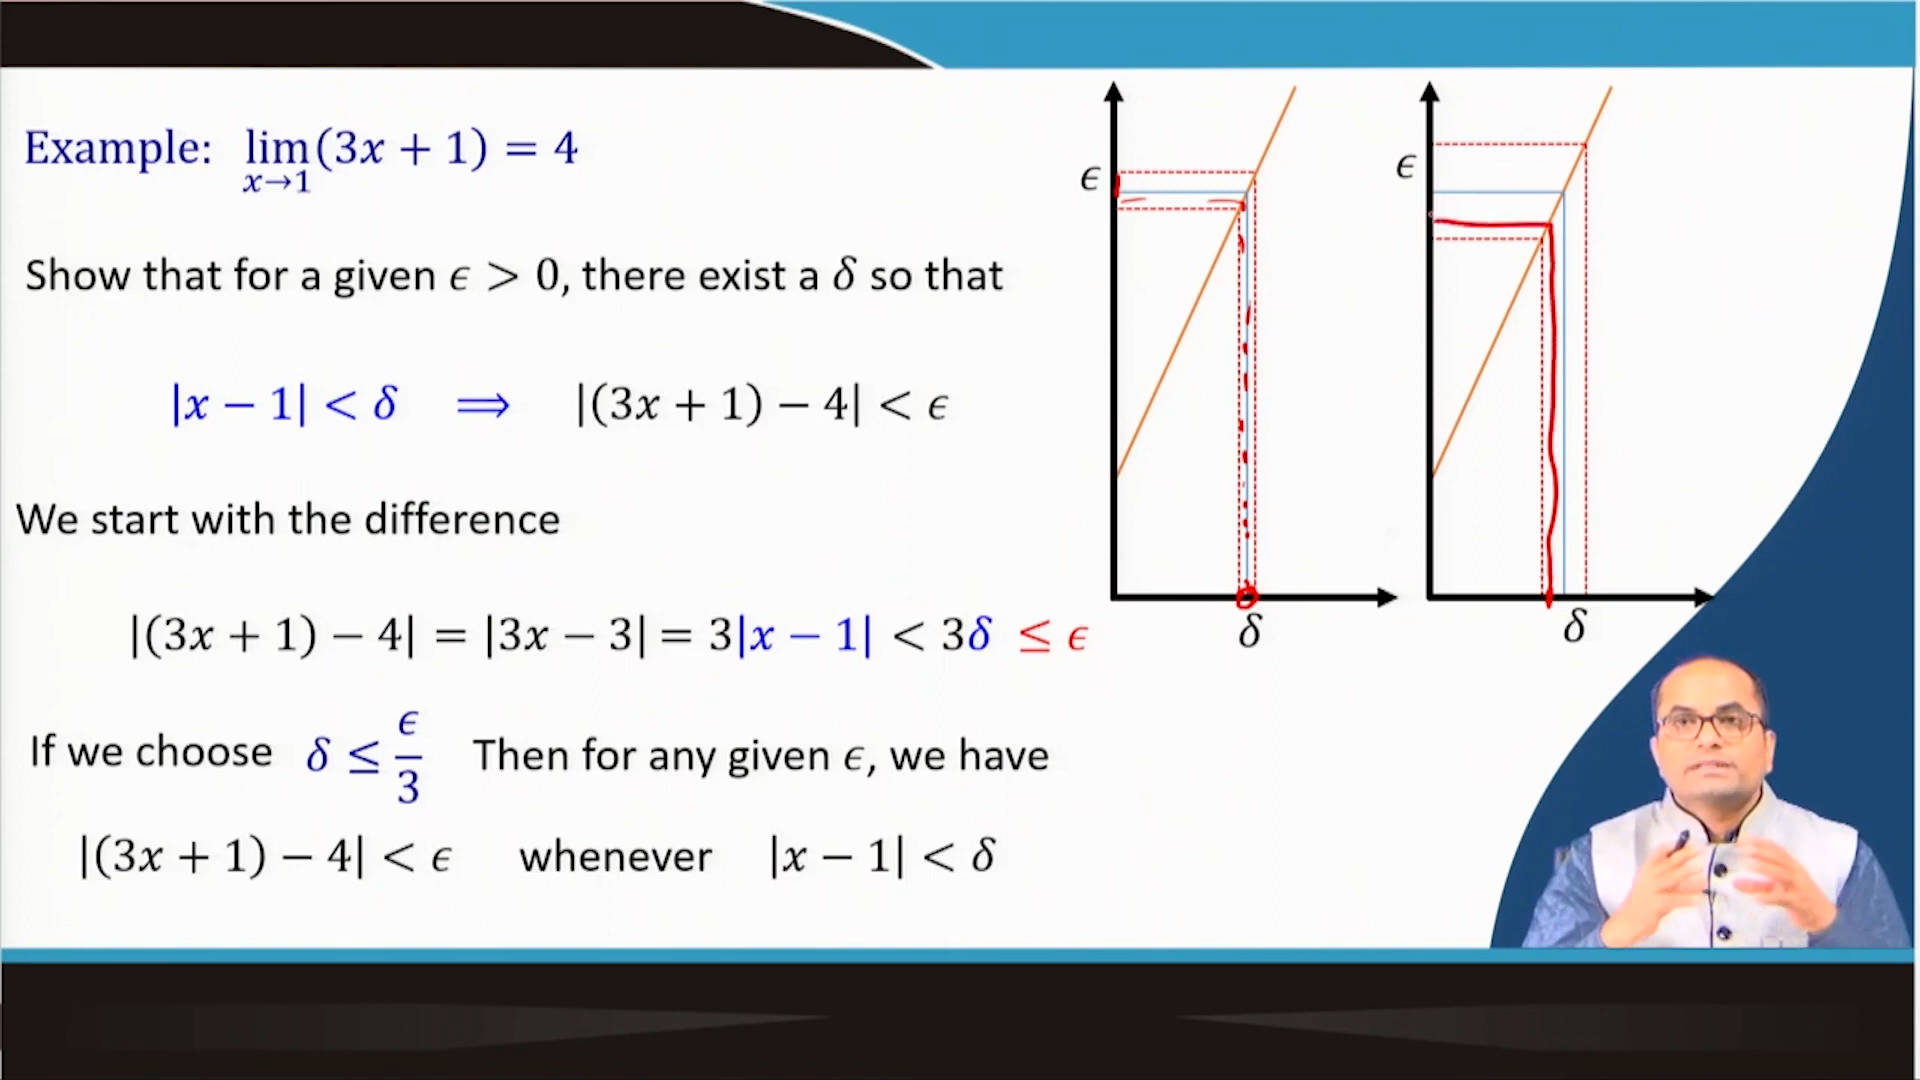 Example: lim (3x + 1) = 4
x→1
Show that for a given ϵ > 0, there exist a δ so that
|x − 1| < δ ⟹ |(3x + 1) − 4| < ϵ
We start with the difference
|(3x + 1) − 4| = |3x − 3| = 3|x − 1| < 3δ ≤ ϵ
If we choose δ ≤ ϵ/3 Then for any given ϵ, we have
|(3x + 1) − 4| < ϵ whenever |x − 1| < δ
ϵ
δ
ϵ
δ